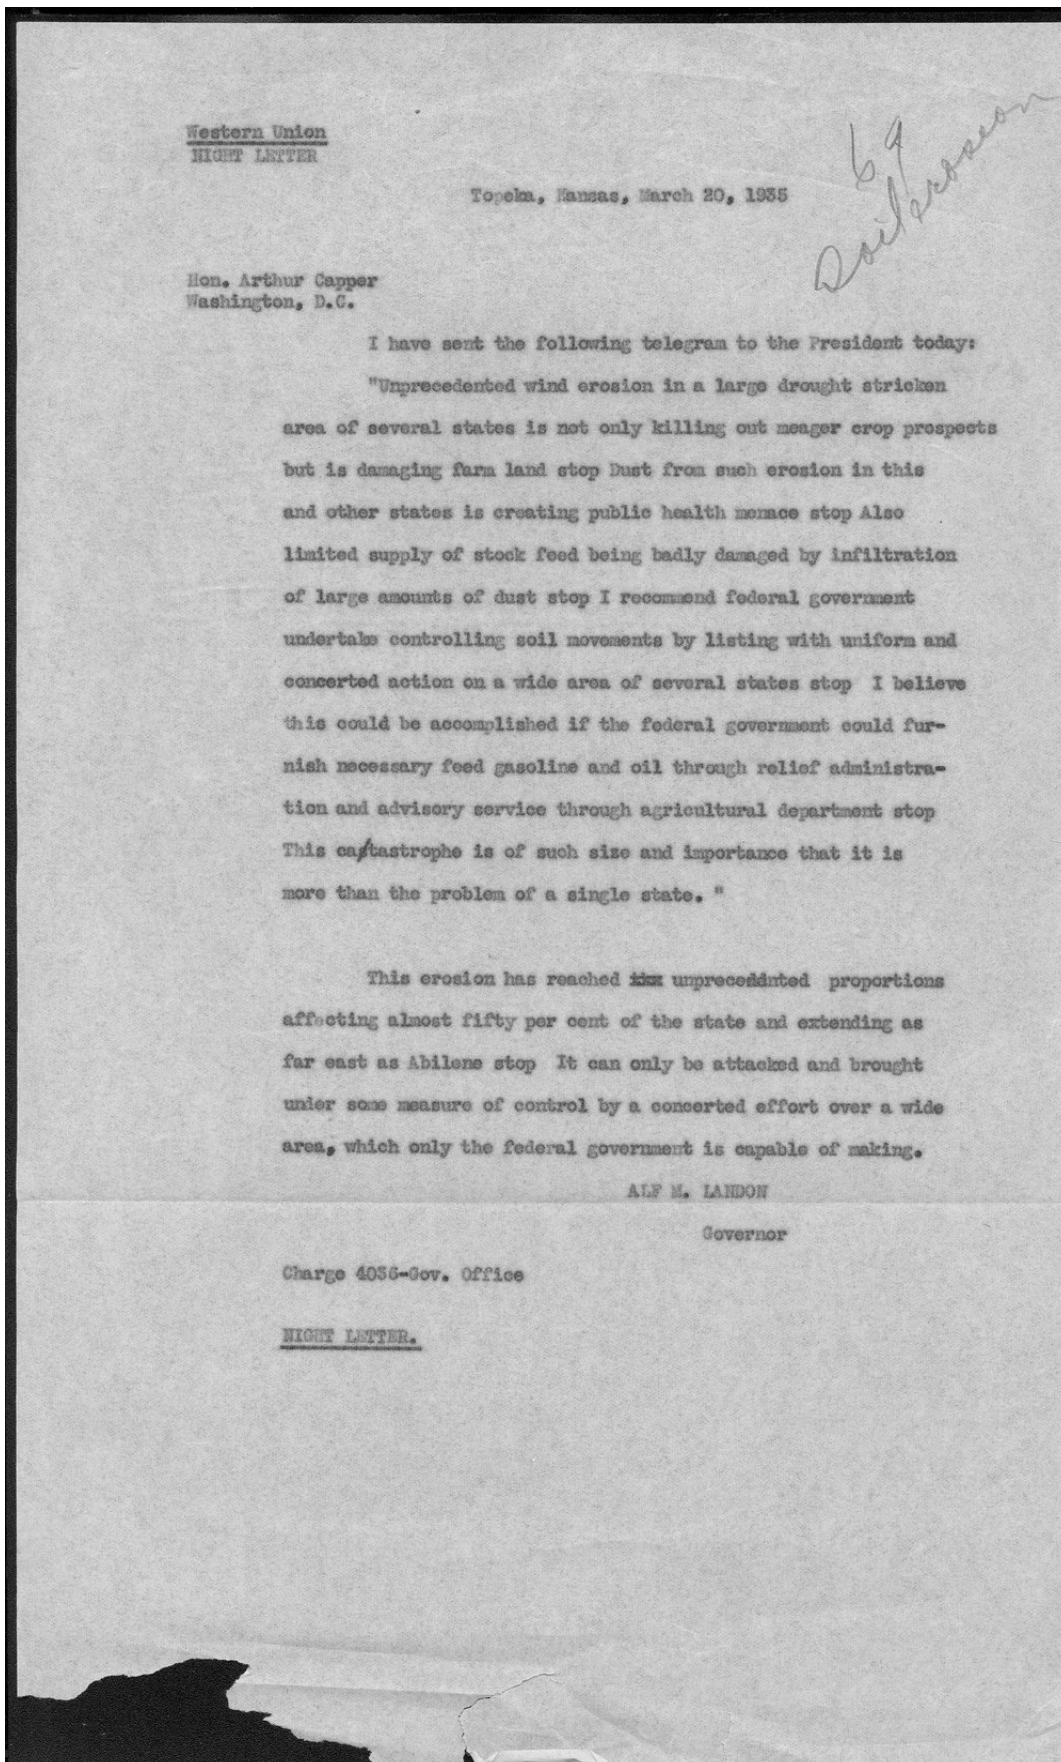 Western Union
NIGHT LETTER
69
Soil erosion
Topeka, Kansas, March 20, 1935
Hon. Arthur Capper
Washington, D.C.
I have sent the following telegram to the President today:
"Unprecedented wind erosion in a large drought stricken
area of several states is not only killing out meager crop prospects
but is damaging farm land stop Dust from such erosion in this
and other states is creating public health menace stop Also
limited supply of stock feed being badly damaged by infiltration
of large amounts of dust stop I recommend federal government
undertake controlling soil movements by listing with uniform and
concerted action on a wide area of several states stop I believe
this could be accomplished if the federal government could fur-
nish necessary feed gasoline and oil through relief administra-
tion and advisory service through agricultural department stop
This catastrophe is of such size and importance that it is
more than the problem of a single state. "
This erosion has reached unprecedinted proportions
affecting almost fifty per cent of the state and extending as
far east as Abilene stop It can only be attacked and brought
under some measure of control by a concerted effort over a wide
area, which only the federal government is capable of making.
ALF M. LANDON
Governor
Charge 4036-Gov. Office
NIGHT LETTER.